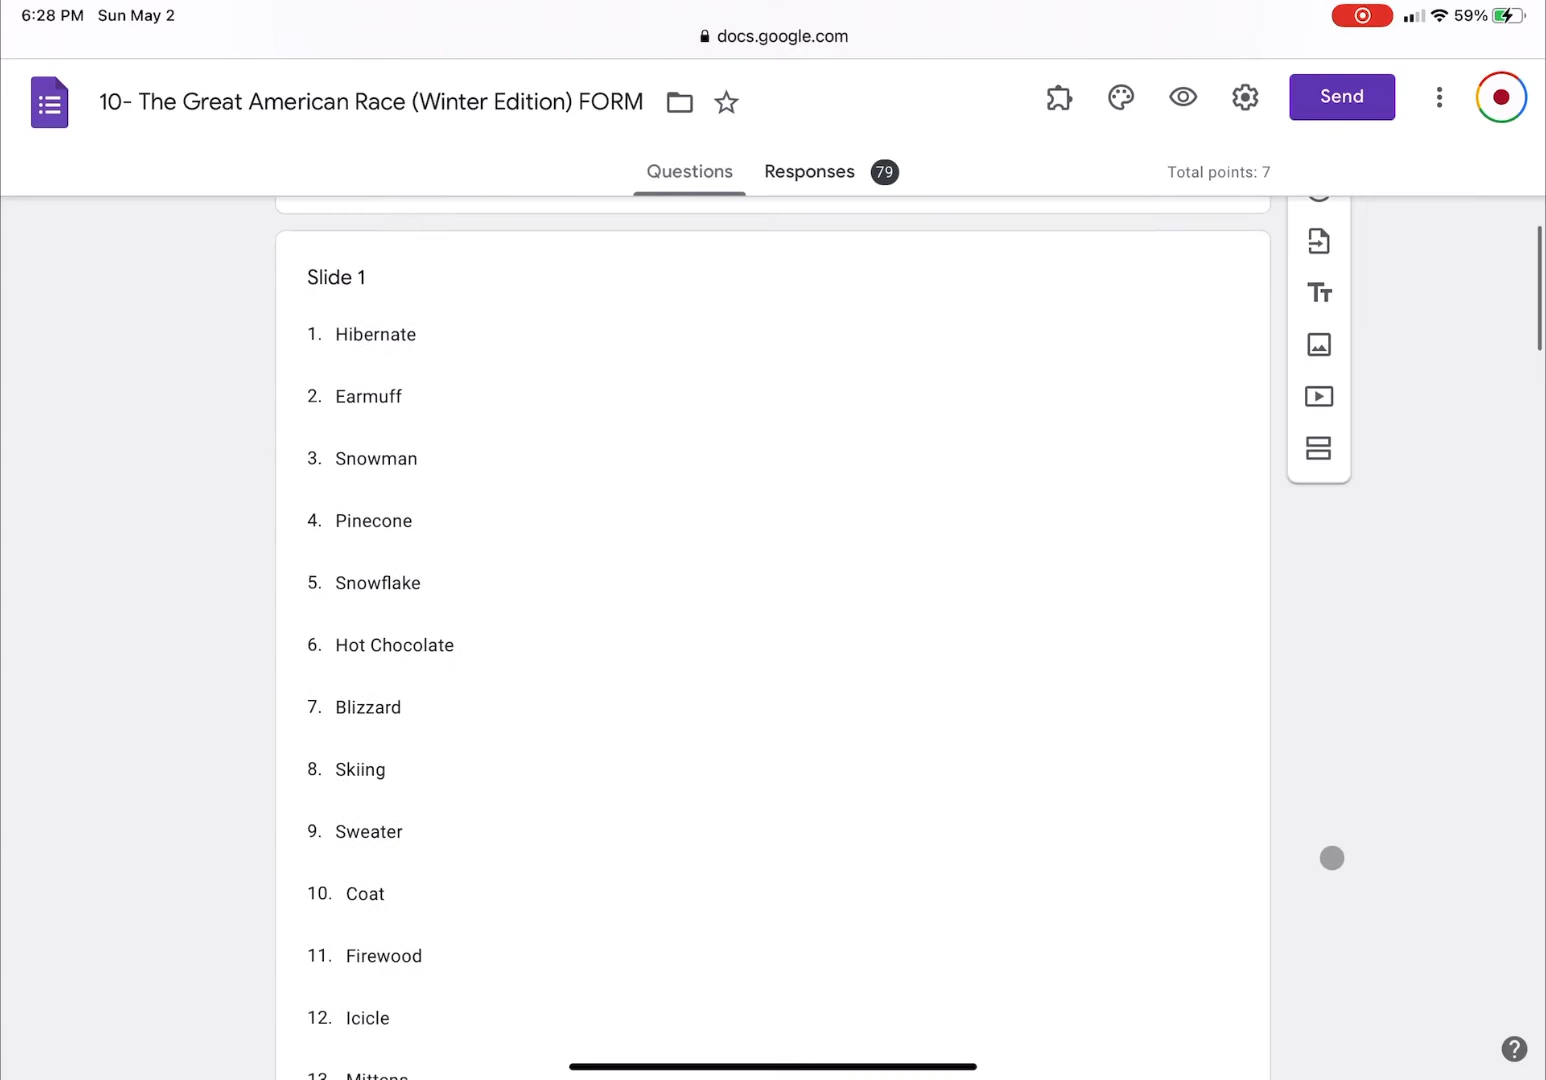 6:28 PM Sun May 2
59%
docs.google.com
10- The Great American Race (Winter Edition) FORM
Send
Questions
Responses 79
Total points: 7
Slide 1
1. Hibernate
2. Earmuff
3. Snowman
4. Pinecone
5. Snowflake
6. Hot Chocolate
7. Blizzard
8. Skiing
9. Sweater
10. Coat
11. Firewood
12. Icicle
13. Mittens